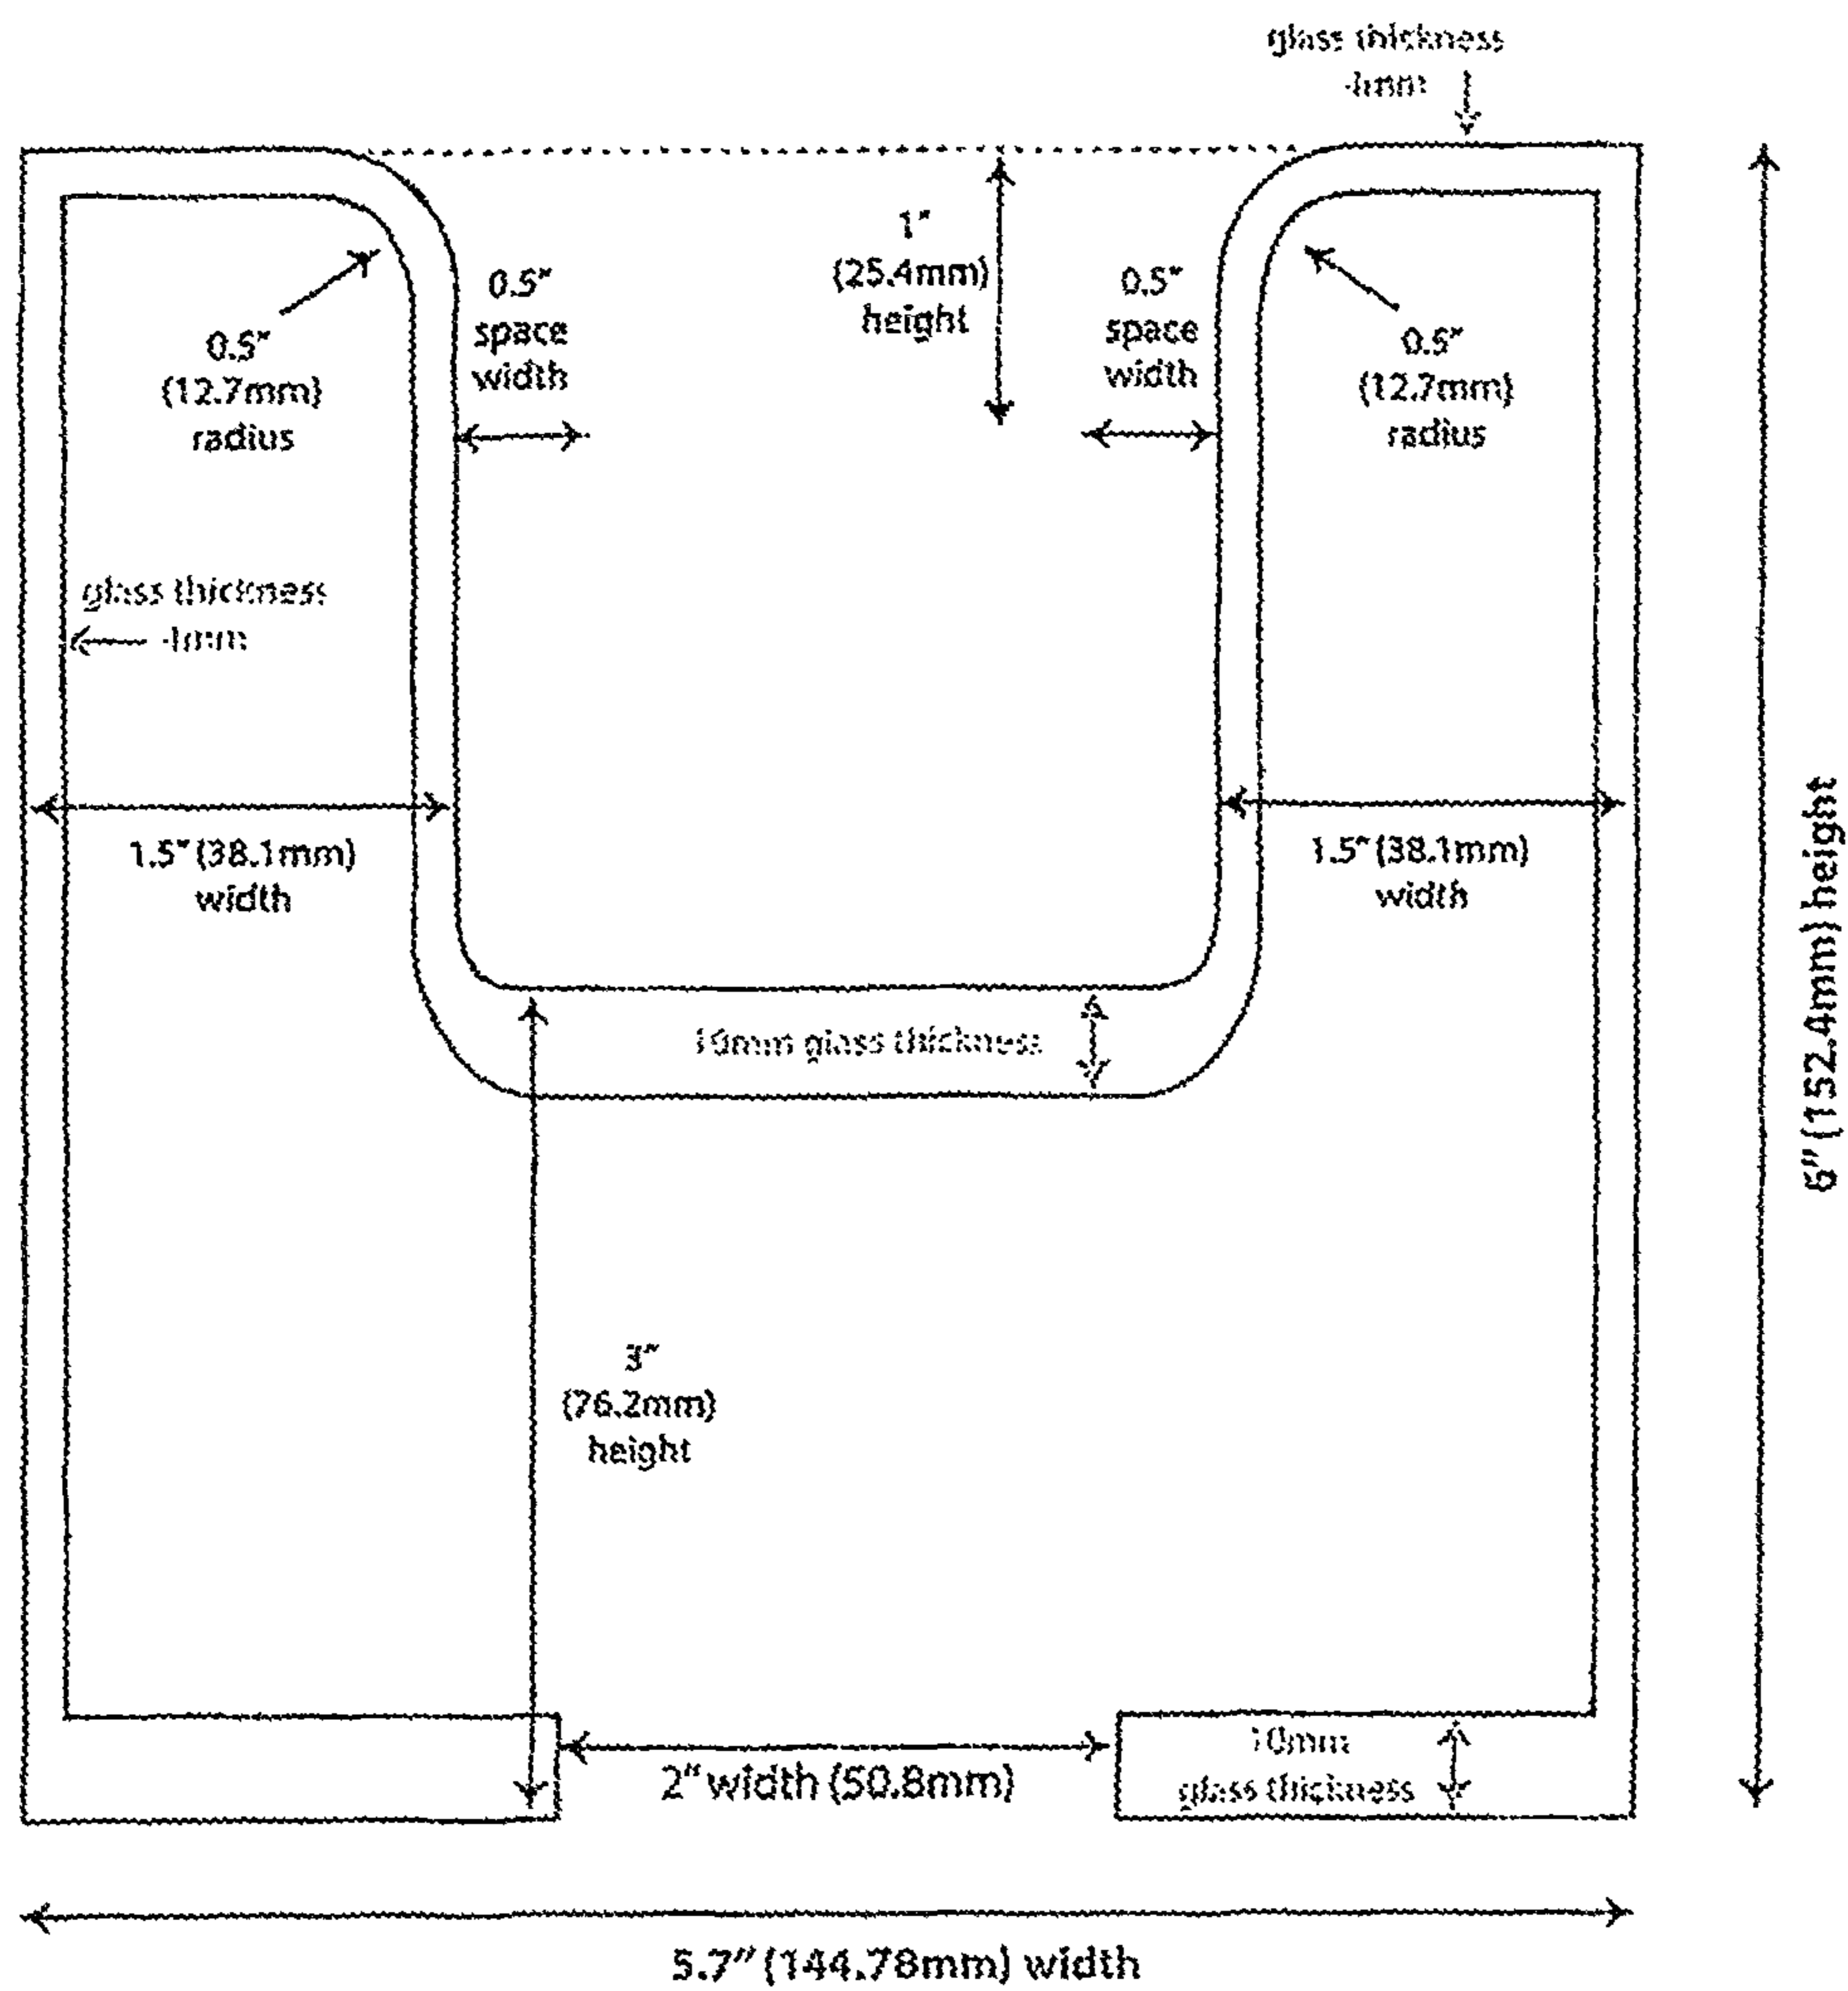 glass thickness
4mm
1"
(25.4mm)
height
0.5"
space
width
0.5"
space
width
0.5"
(12.7mm)
radius
0.5"
(12.7mm)
radius
glass thickness
4mm
1.5" (38.1mm)
width
1.5" (38.1mm)
width
6" (152.4mm) height
10mm glass thickness
3"
(76.2mm)
height
2" width (50.8mm)
10mm
glass thickness
5.7" (144.78mm) width